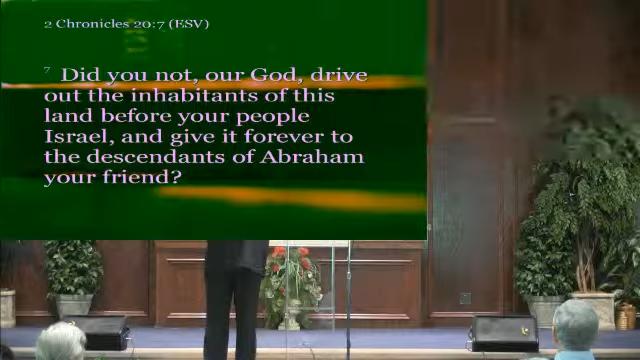 2 Chronicles 20:7 (ESV)
7 Did you not, our God, drive
out the inhabitants of this
land before your people
Israel, and give it forever to
the descendants of Abraham
your friend?